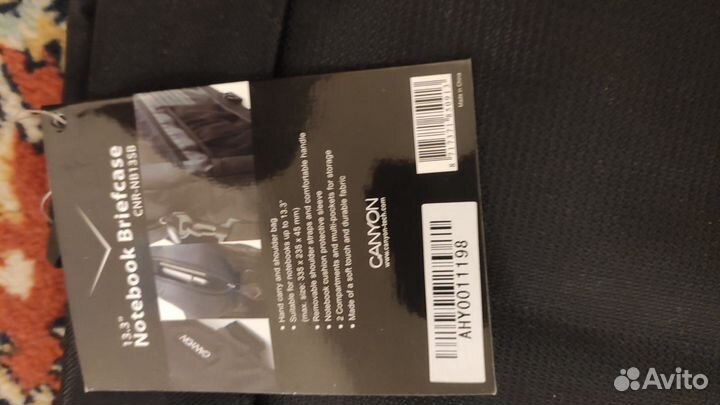 13.3"
Notebook Briefcase
CNR-NB13SB
CANYON
• Hand carry and shoulder bag
• Suitable for notebooks up to 13.3"
(max. size: 335 x 235 x 45 mm)
• Removable shoulder straps and comfortable handle
• Notebook cushion protective sleeve
• 2 Compartments and multi-pockets for storage
• Made of a soft touch and durable fabric
CANYON
www.canyon-tech.com
Made in China
AHY0011198
Avito